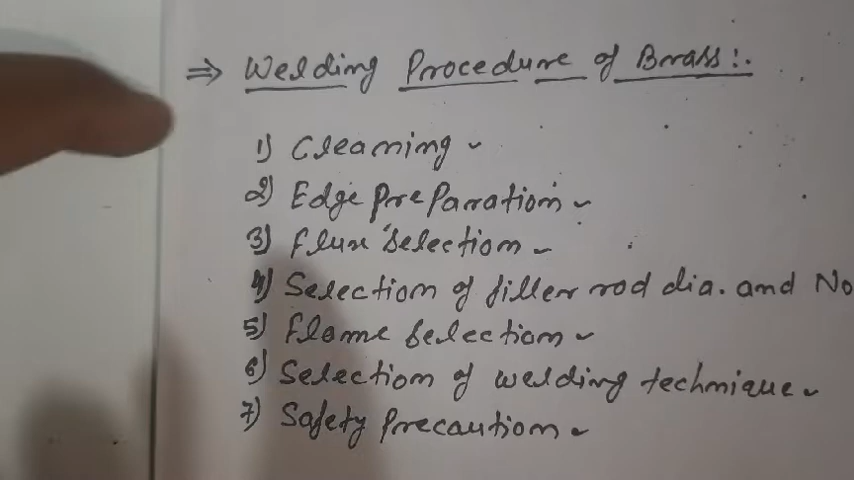 ⇒ Welding Procedure of Brass:.
1) Cleaning
2) Edge Preparation
3) Flux Selection
4) Selection of filler rod dia. and No
5) Flame Selection
6) Selection of welding technique
7) Safety Precaution